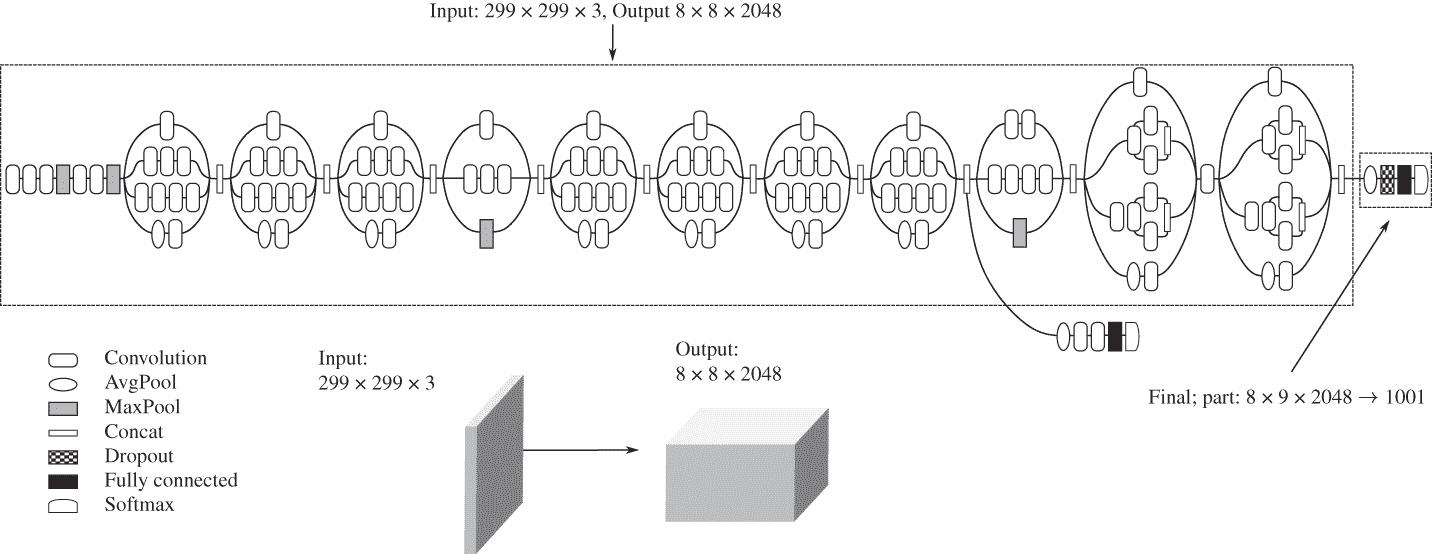 Input: 299 × 299 × 3, Output 8 × 8 × 2048
Convolution
AvgPool
MaxPool
Concat
Dropout
Fully connected
Softmax
Input:
299 × 299 × 3
Output:
8 × 8 × 2048
Final; part: 8 × 9 × 2048 → 1001